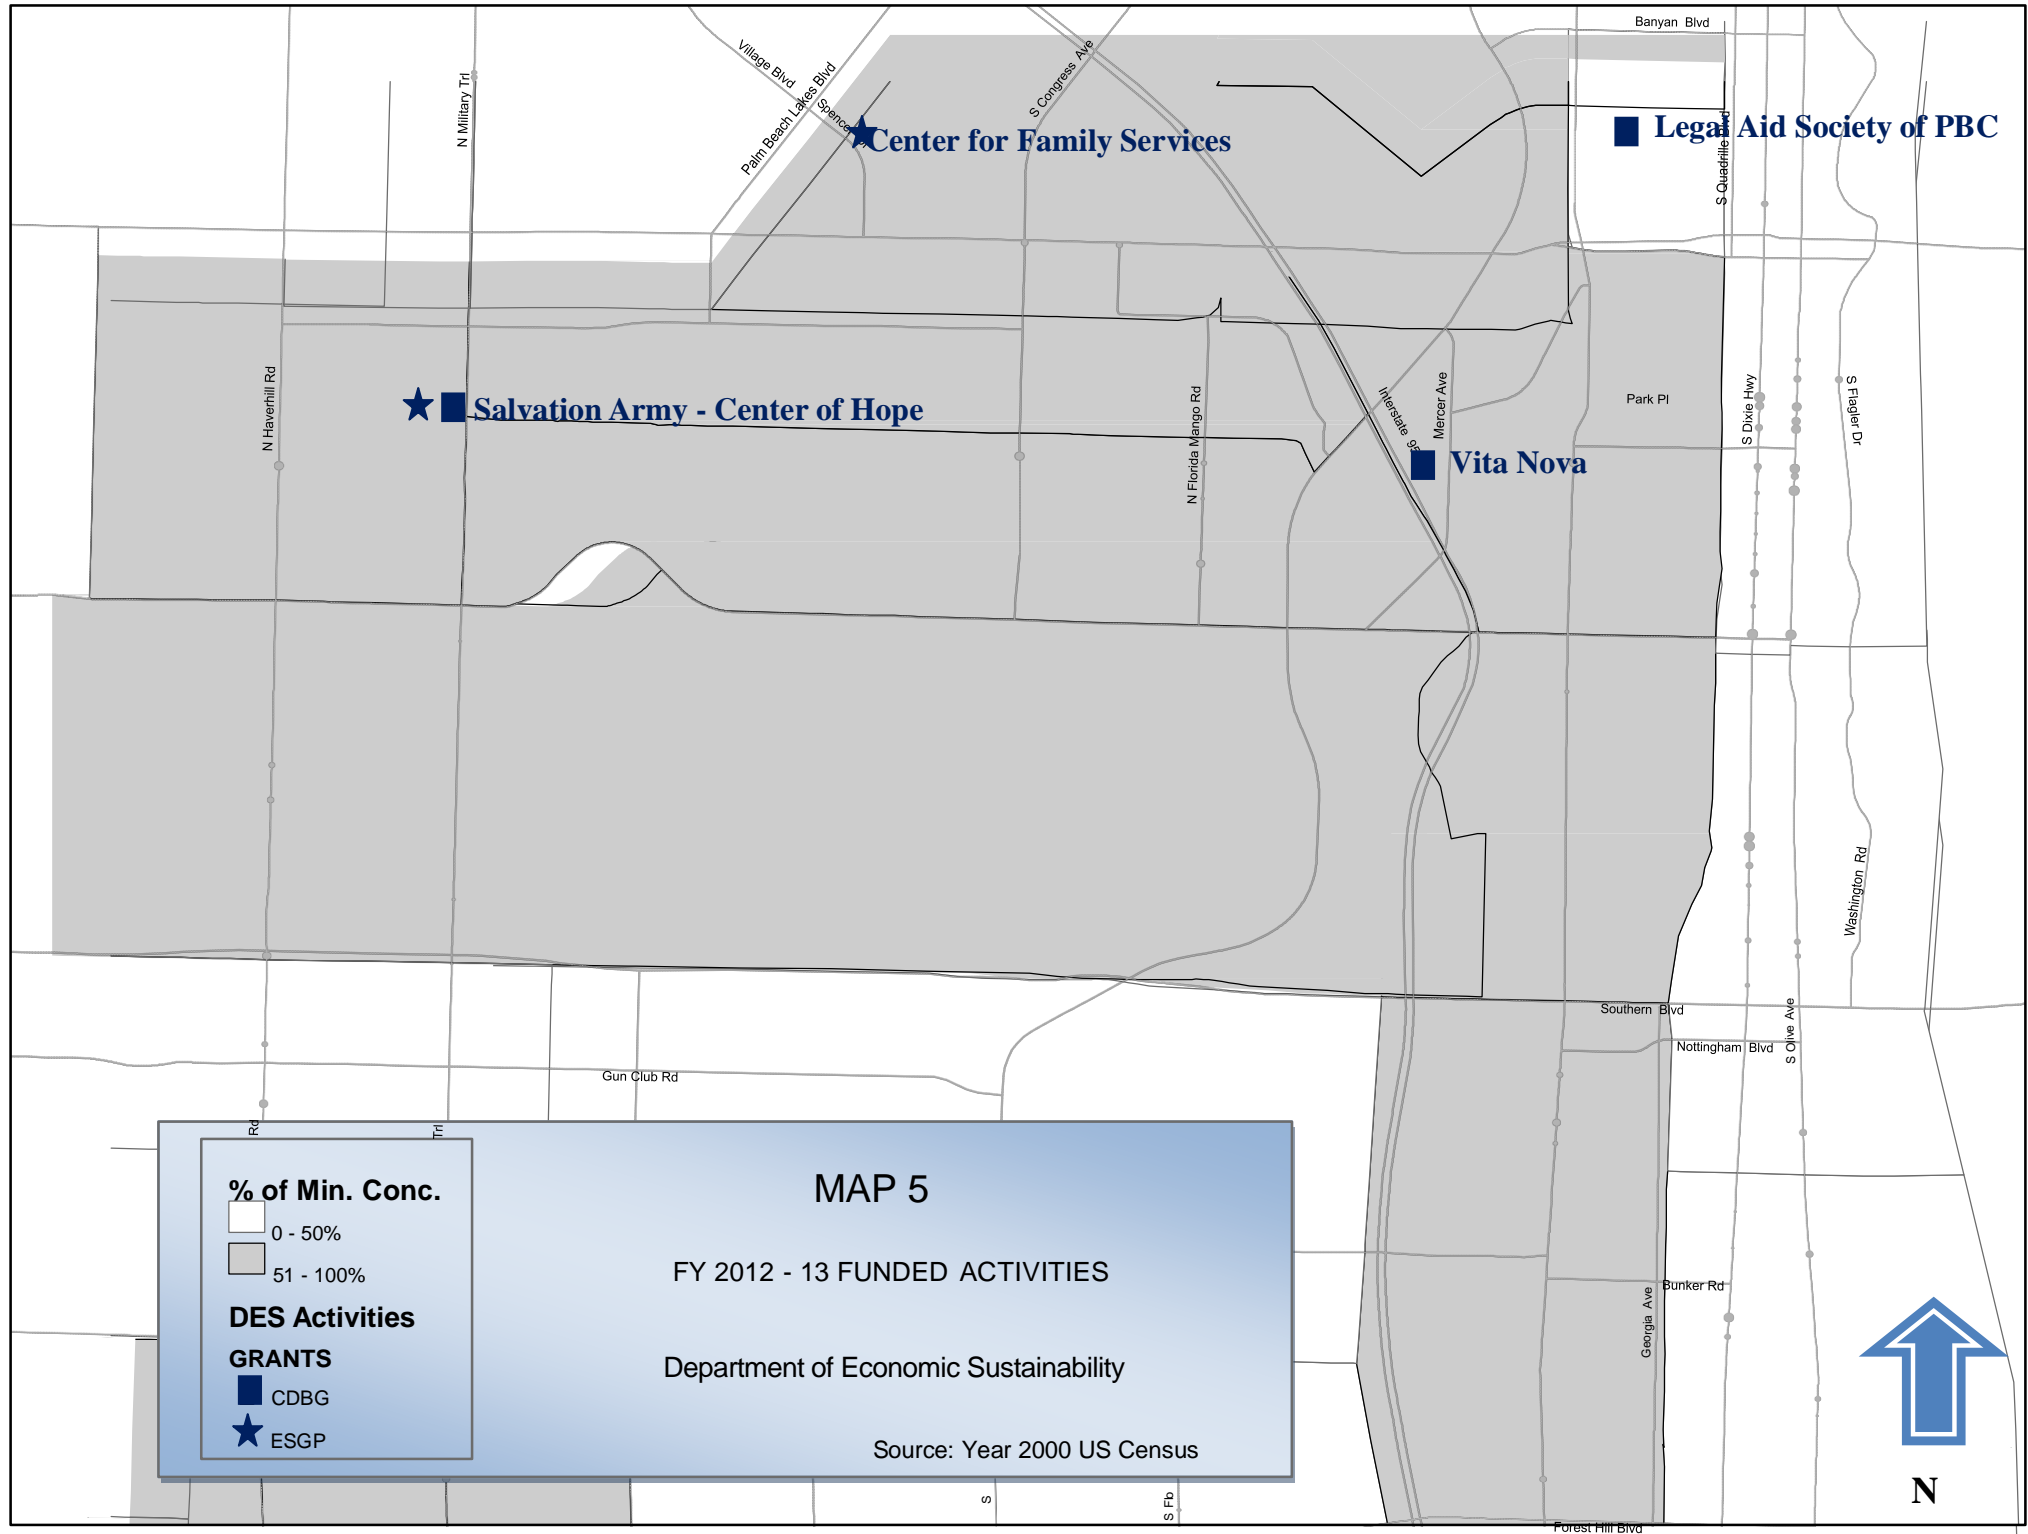 Banyan Blvd
Village Blvd
Palm Beach Lakes Blvd
S Congress Ave
N Military Trl
Center for Family Services
Legal Aid Society of PBC
S Quadrille Blvd
N Haverhill Rd
Salvation Army - Center of Hope
N Florida Mango Rd
Interstate 95
Mercer Ave
Vita Nova
Park Pl
S Dixie Hwy
S Flagler Dr
Washington Rd
Southern Blvd
Nottingham Blvd
S Olive Ave
Gun Club Rd
Rd
Trl
Bunker Rd
Georgia Ave
% of Min. Conc.
0 - 50%
51 - 100%
DES Activities
GRANTS
CDBG
ESGP
MAP 5
FY 2012 - 13 FUNDED ACTIVITIES
Department of Economic Sustainability
Source: Year 2000 US Census
N
S
S Fb
Forest Hill Blvd